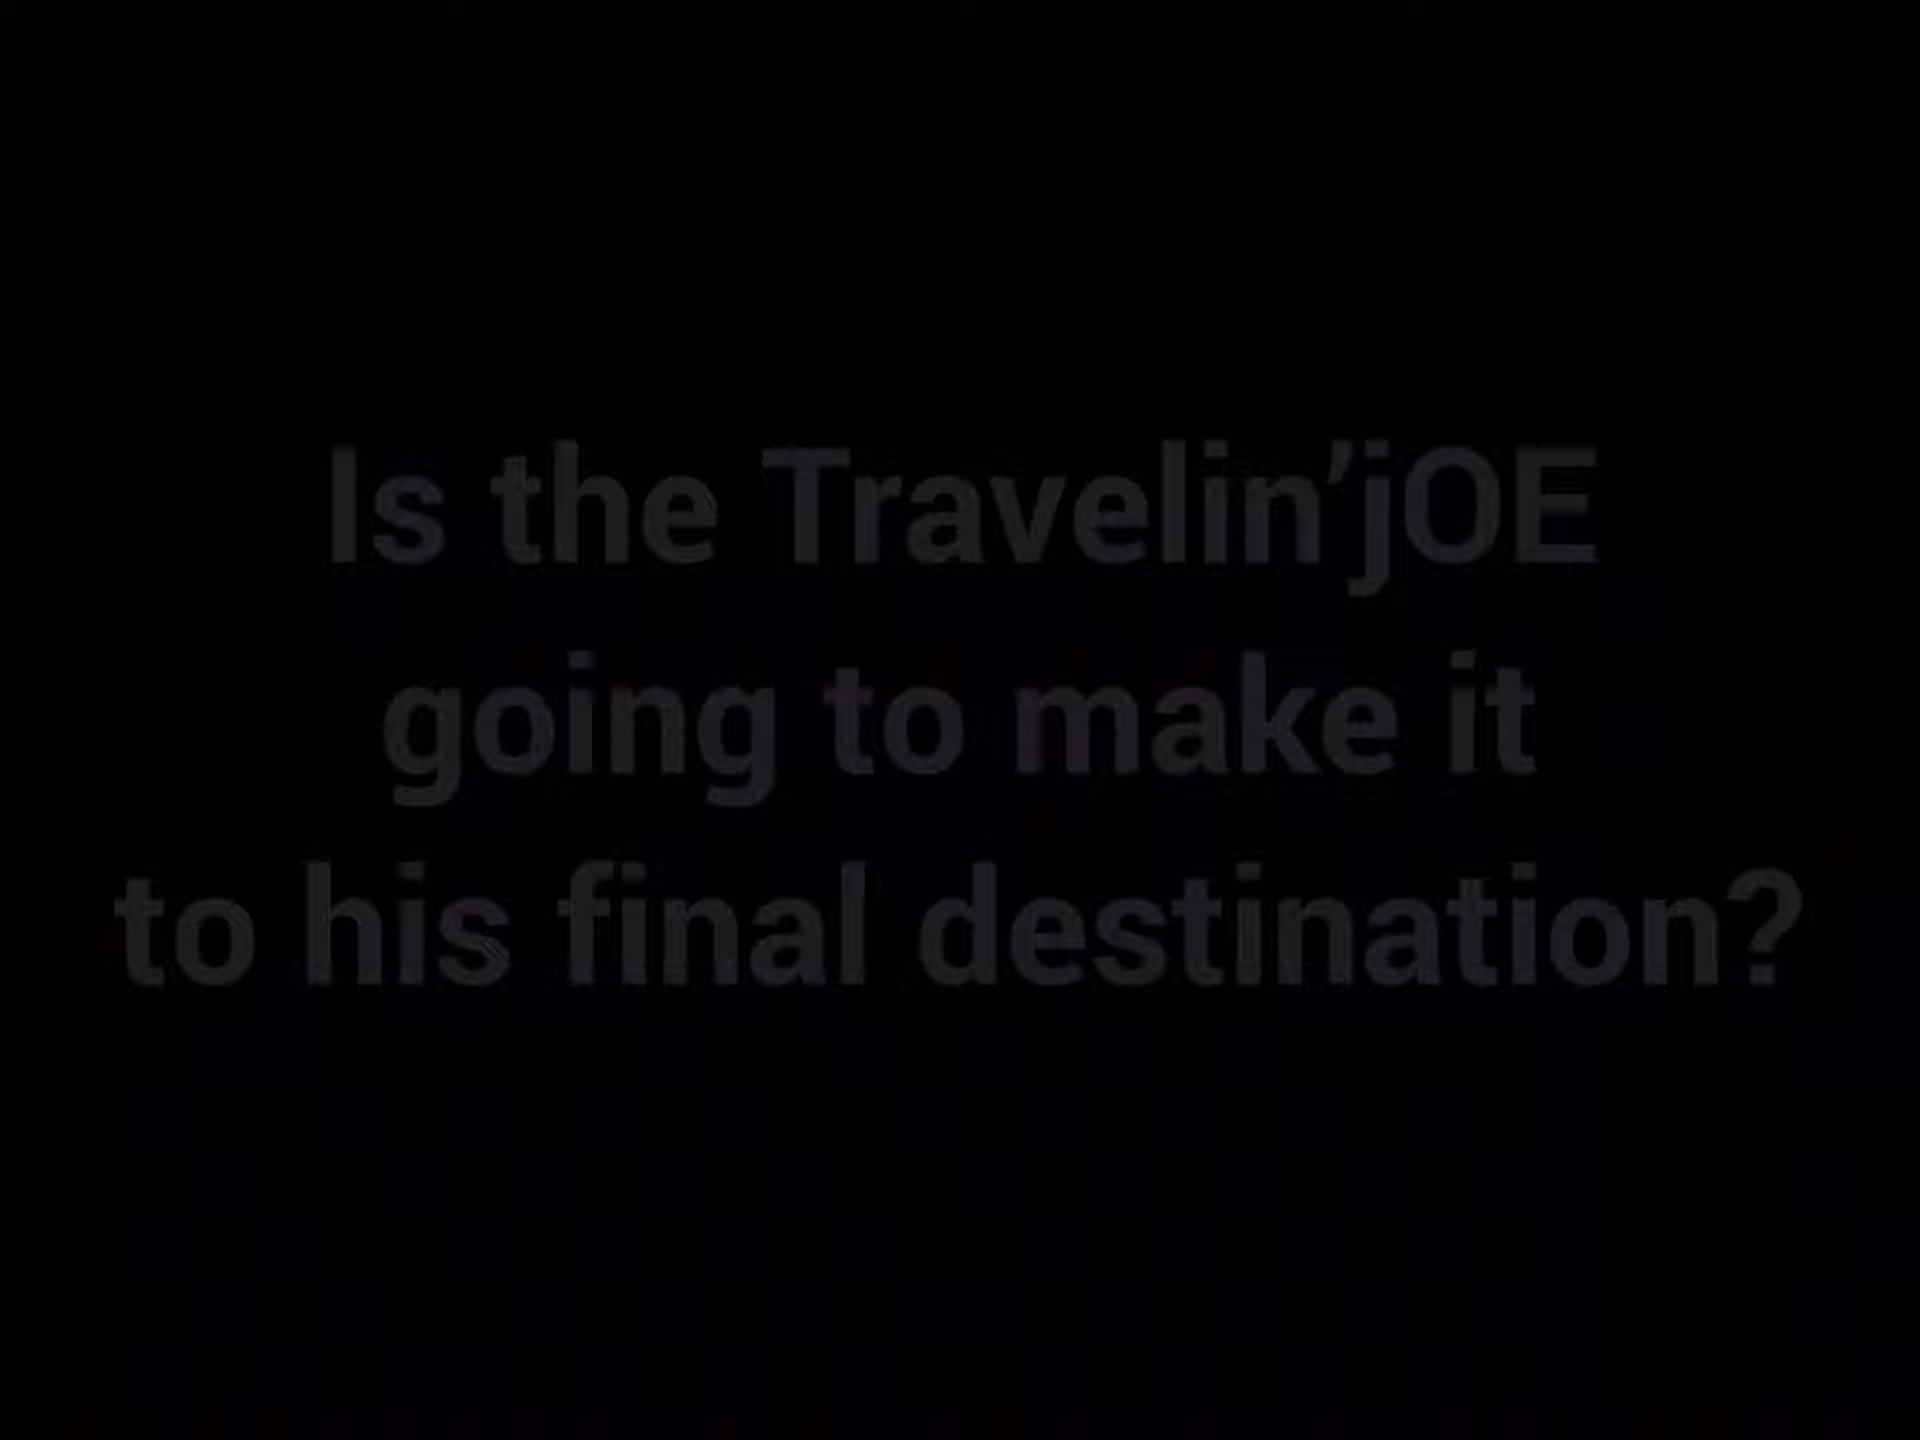 Is the Travelin’jOE
going to make it
to his final destination?